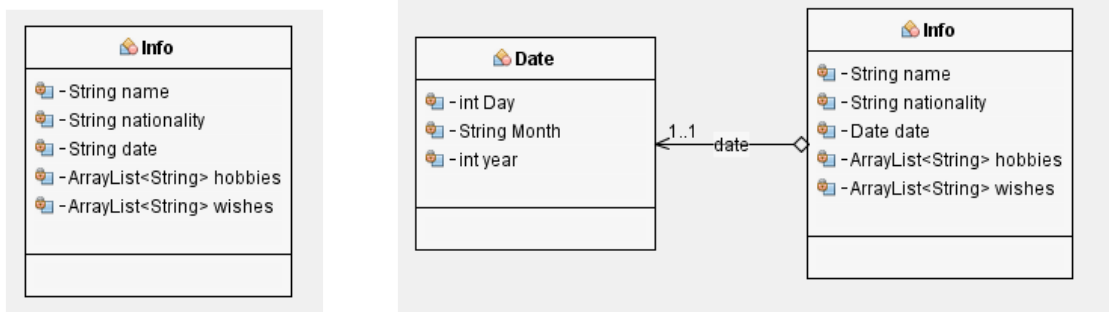 Info
- String name
- String nationality
- String date
- ArrayList<String> hobbies
- ArrayList<String> wishes
Date
- int Day
- String Month
- int year
1..1
date
Info
- String name
- String nationality
- Date date
- ArrayList<String> hobbies
- ArrayList<String> wishes